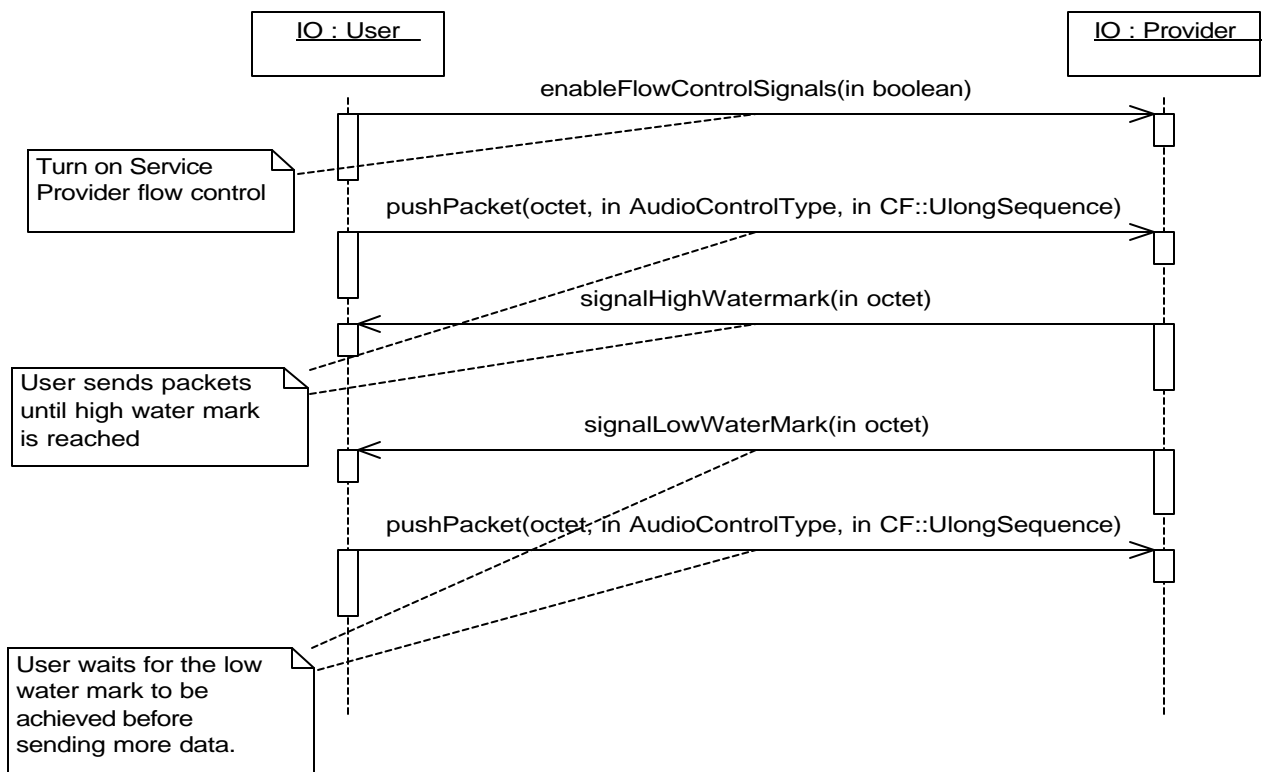 IO : User
IO : Provider
enableFlowControlSignals(in boolean)
Turn on Service
Provider flow control
pushPacket(octet, in AudioControlType, in CF::UlongSequence)
signalHighWatermark(in octet)
User sends packets
until high water mark
is reached
signalLowWaterMark(in octet)
pushPacket(octet, in AudioControlType, in CF::UlongSequence)
User waits for the low
water mark to be
achieved before
sending more data.